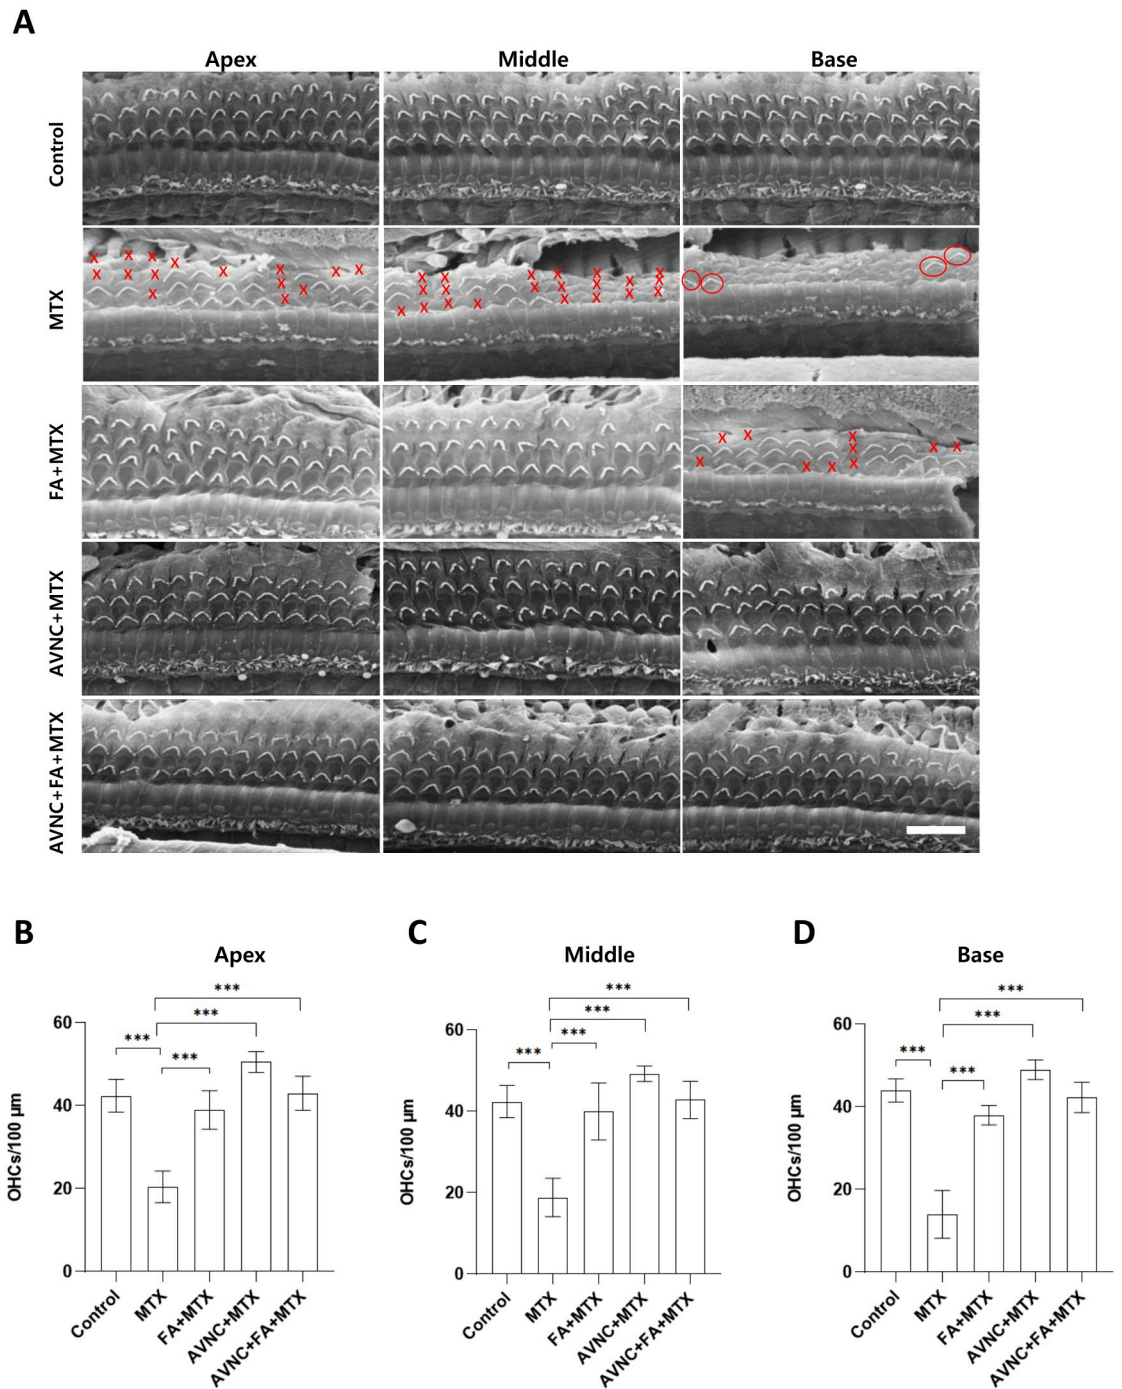 A
Apex Middle Base
Control
MTX
X X X X X X X X X X X X X X X X
X X X X X X X X X X X X X X X X X X X X X X
FA+MTX
X X X X X X X X X X
AVNC+MTX
AVNC+FA+MTX
B
Apex
***
***
***
***
60
40
20
0
OHCs/100 µm
Control
MTX
FA+MTX
AVNC+MTX
AVNC+FA+MTX
C
Middle
***
***
***
***
60
40
20
0
OHCs/100 µm
Control
MTX
FA+MTX
AVNC+MTX
AVNC+FA+MTX
D
Base
***
***
***
***
60
40
20
0
OHCs/100 µm
Control
MTX
FA+MTX
AVNC+MTX
AVNC+FA+MTX